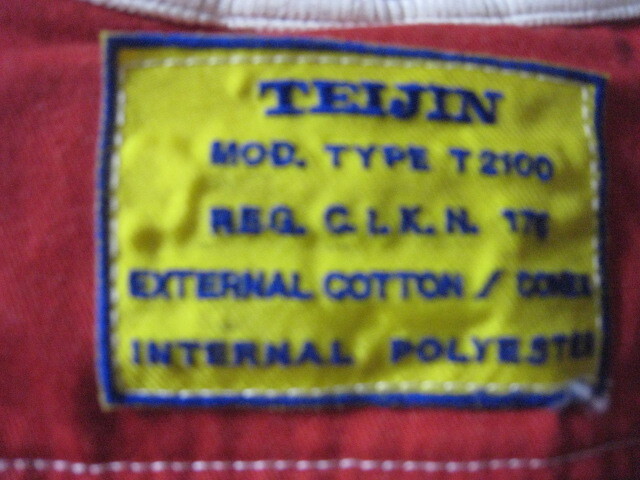 TEIJIN
MOD. TYPE T2100
REG. C.I.K.N.
EXTERNAL COTTON / CONEX
INTERNAL POLYESTER